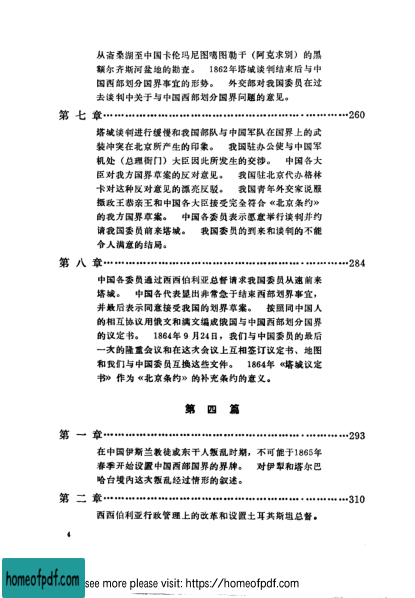 从斋桑湖至中国卡伦玛尼图噶图勒干（阿克求别）的黑
额尔齐斯河盆地的勘查。 1862年塔城谈判结束后与中
国西部划分国界事宜的形势。 外交部对我国委员在过
去谈判中关于与中国西部划分国界问题的意见。
第七章……………………………………………………260
塔城谈判进行缓慢和我国部队与中国军队在国界上的武
装冲突在北京所产生的印象。 我国驻办公使与中国军
机处（总理衙门）大臣因此所发生的交涉。 中国各大
臣对我方国界草案的反对意见。 我国驻北京代办格林
卡对这种反对意见的漂亮反驳。 我国青年外交家说服
摄政王恭亲王和中国各大臣接受完全符合《北京条约》
的我方国界草案。 中国委员表示愿意举行谈判并约
请我国委员前来塔城。 我国委员的到来和谈判的不能
令人满意的结局。
第八章……………………………………………………284
中国各委员通过西西伯利亚总督请求我国委员从速前来
塔城。 中国各代表显出非常急于结束西部划界事宜，
并最后表示同意接受我国的划界草案。 按照同中国人
的相互协议用俄文和满文编成俄国与中国西部划分国界
的议定书。 1864年9月24日，我们与中国委员的最后
一次的隆重会议和在这次会议上互相签订议定书、地图
和我们与中国委员互换这些文件。 1864年《塔城议定
书》作为《北京条约》的补充条约的意义。
第四篇
第一章……………………………………………………293
在中国伊斯兰教徒或东干人叛乱时期，不可能于1865年
春季开始设置中国西部国界的界牌。 对伊犁和塔尔巴
哈台境内这次叛乱经过情形的叙述。
第二章……………………………………………………310
西西伯利亚行政管理上的改革和设置土耳其斯坦总督。
4
homeofpdf.com
see more please visit: https://homeofpdf.com